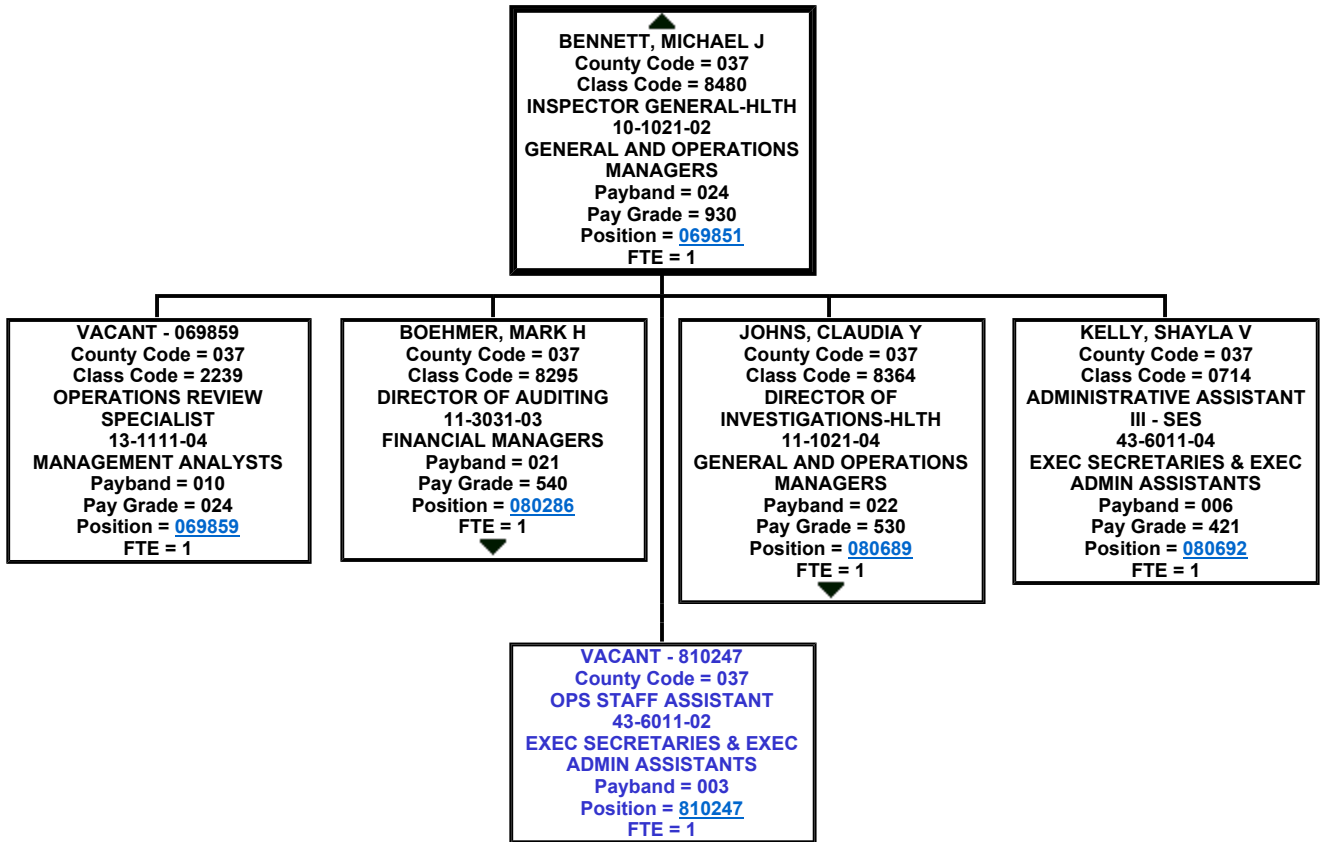 BENNETT, MICHAEL J
County Code = 037
Class Code = 8480
INSPECTOR GENERAL-HLTH
10-1021-02
GENERAL AND OPERATIONS
MANAGERS
Payband = 024
Pay Grade = 930
Position = 069851
FTE = 1
VACANT - 069859
County Code = 037
Class Code = 2239
OPERATIONS REVIEW
SPECIALIST
13-1111-04
MANAGEMENT ANALYSTS
Payband = 010
Pay Grade = 024
Position = 069859
FTE = 1
BOEHMER, MARK H
County Code = 037
Class Code = 8295
DIRECTOR OF AUDITING
11-3031-03
FINANCIAL MANAGERS
Payband = 021
Pay Grade = 540
Position = 080286
FTE = 1
JOHNS, CLAUDIA Y
County Code = 037
Class Code = 8364
DIRECTOR OF
INVESTIGATIONS-HLTH
11-1021-04
GENERAL AND OPERATIONS
MANAGERS
Payband = 022
Pay Grade = 530
Position = 080689
FTE = 1
KELLY, SHAYLA V
County Code = 037
Class Code = 0714
ADMINISTRATIVE ASSISTANT
III - SES
43-6011-04
EXEC SECRETARIES & EXEC
ADMIN ASSISTANTS
Payband = 006
Pay Grade = 421
Position = 080692
FTE = 1
VACANT - 810247
County Code = 037
OPS STAFF ASSISTANT
43-6011-02
EXEC SECRETARIES & EXEC
ADMIN ASSISTANTS
Payband = 003
Position = 810247
FTE = 1